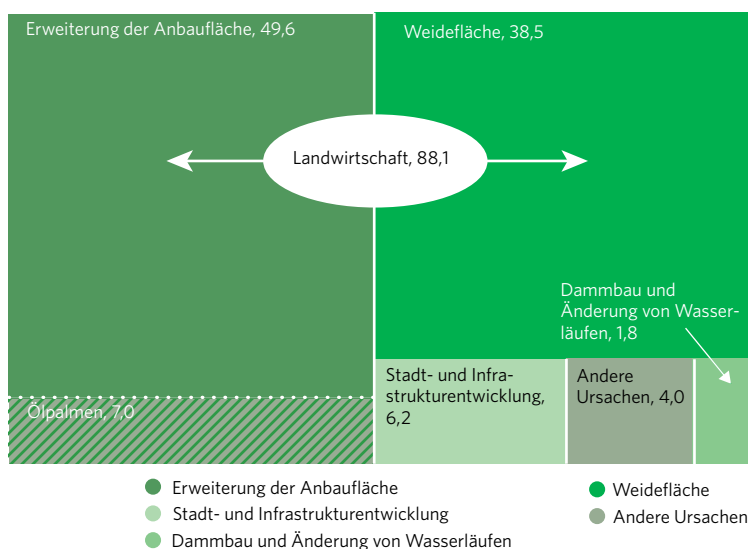 Erweiterung der Anbaufläche, 49,6
Weidefläche, 38,5
Landwirtschaft, 88,1
Dammbau und
Änderung von Wasser-
läufen, 1,8
Ölpalmen, 7,0
Stadt- und Infra-
strukturentwicklung,
6,2
Andere
Ursachen, 4,0
Erweiterung der Anbaufläche
Stadt- und Infrastrukturentwicklung
Dammbau und Änderung von Wasserläufen
Weidefläche
Andere Ursachen